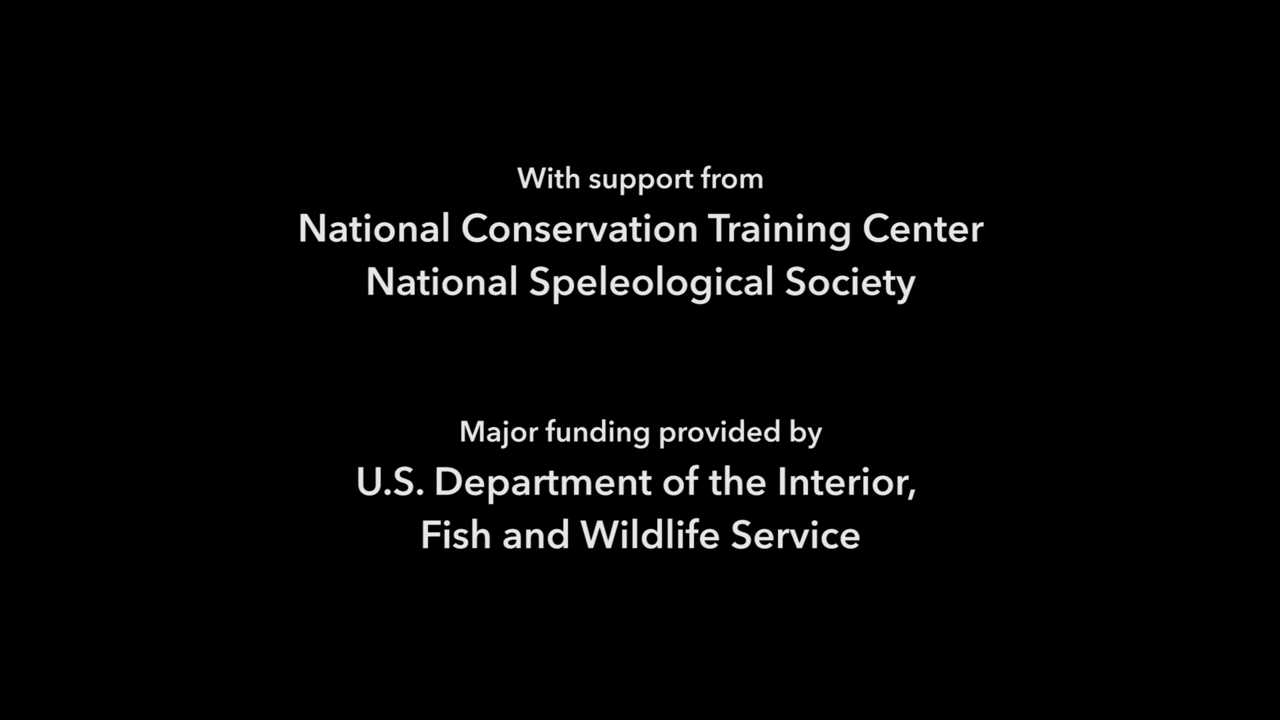 With support from
National Conservation Training Center
National Speleological Society
Major funding provided by
U.S. Department of the Interior,
Fish and Wildlife Service